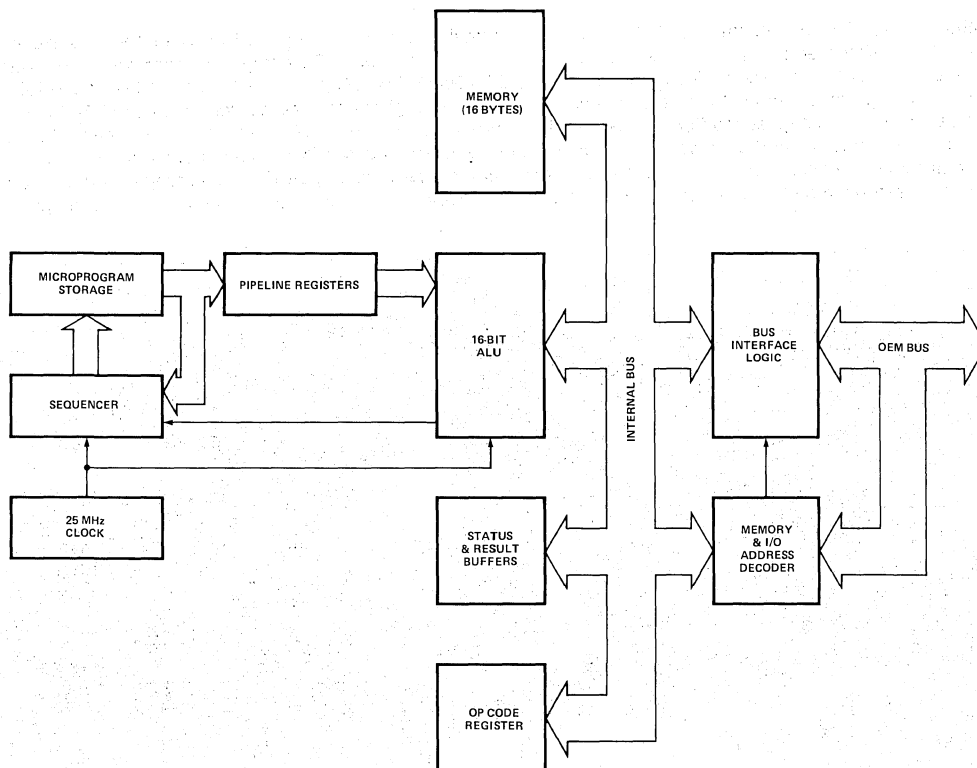 MEMORY
(16 BYTES)
MICROPROGRAM
STORAGE
PIPELINE REGISTERS
16-BIT
ALU
BUS
INTERFACE
LOGIC
OEM BUS
INTERNAL BUS
SEQUENCER
25 MHz
CLOCK
STATUS
& RESULT
BUFFERS
MEMORY
& I/O
ADDRESS
DECODER
OP CODE
REGISTER